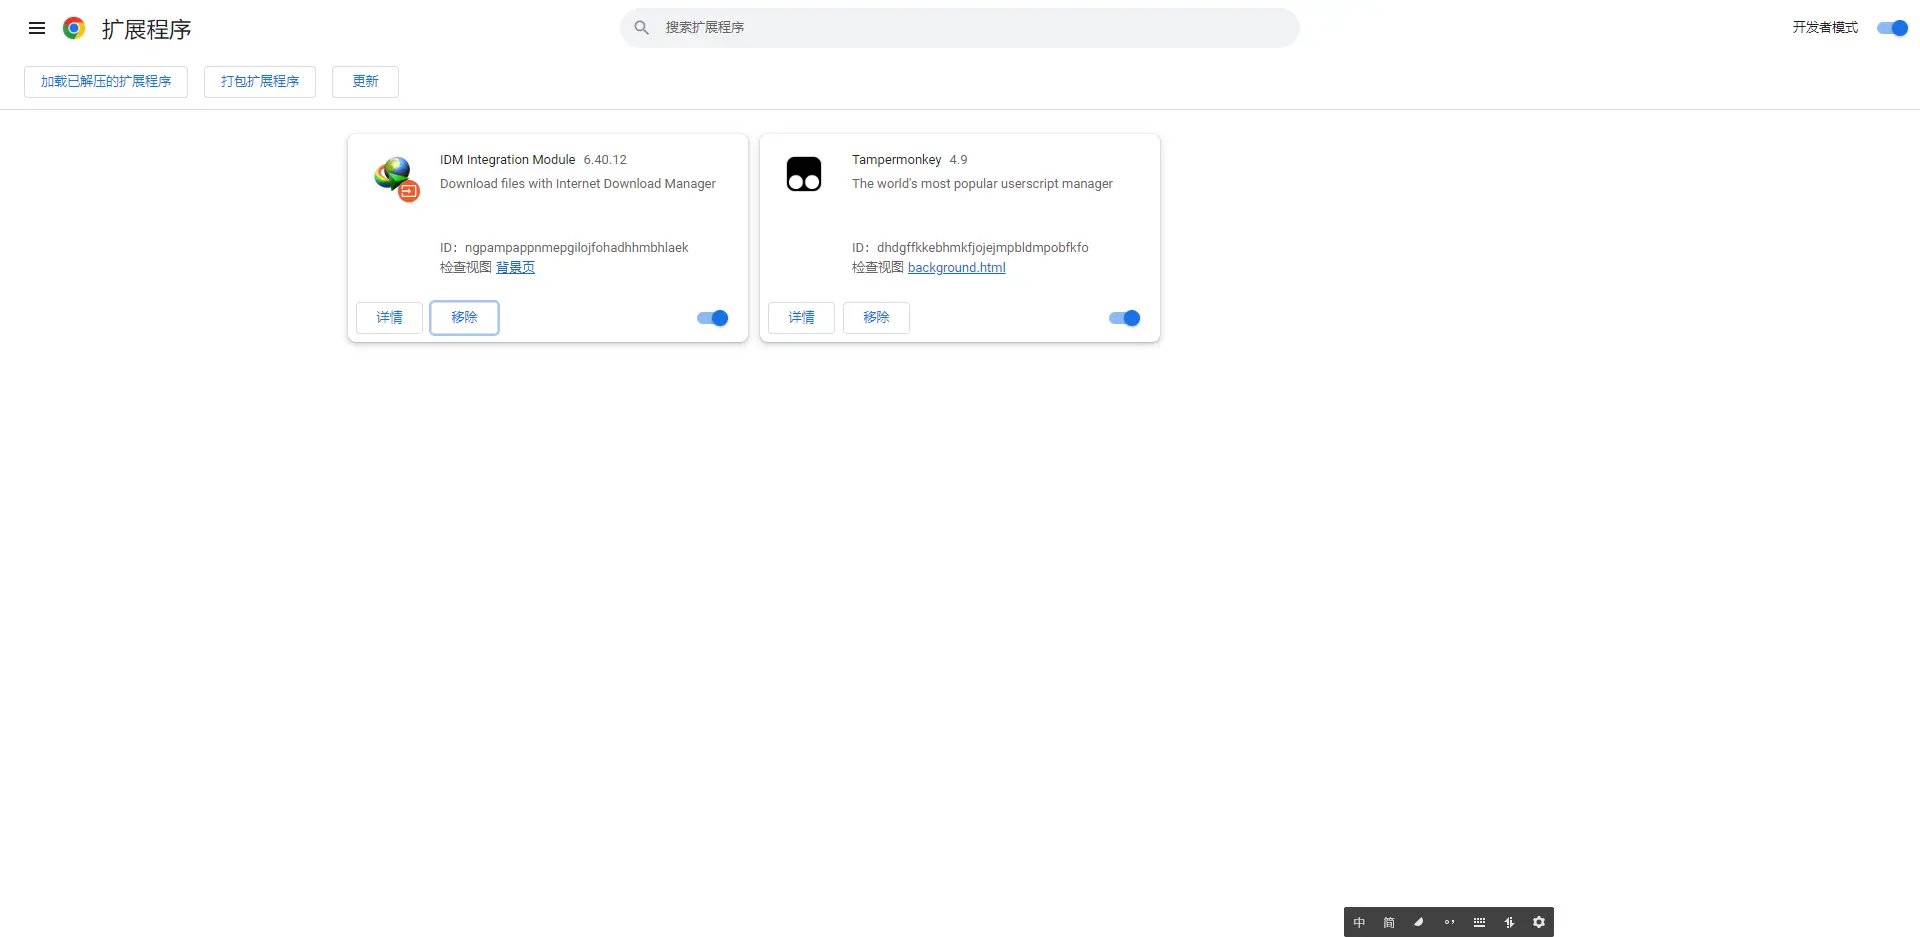 扩展程序
搜索扩展程序
开发者模式
加载已解压的扩展程序
打包扩展程序
更新
IDM Integration Module 6.40.12
Download files with Internet Download Manager
ID：ngpampappnmepgilojfohadhhmbhlaek
检查视图 背景页
详情
移除
Tampermonkey 4.9
The world's most popular userscript manager
ID：dhdgffkkebhmkfjojejmpbldmpobfkfo
检查视图 background.html
详情
移除
中 简